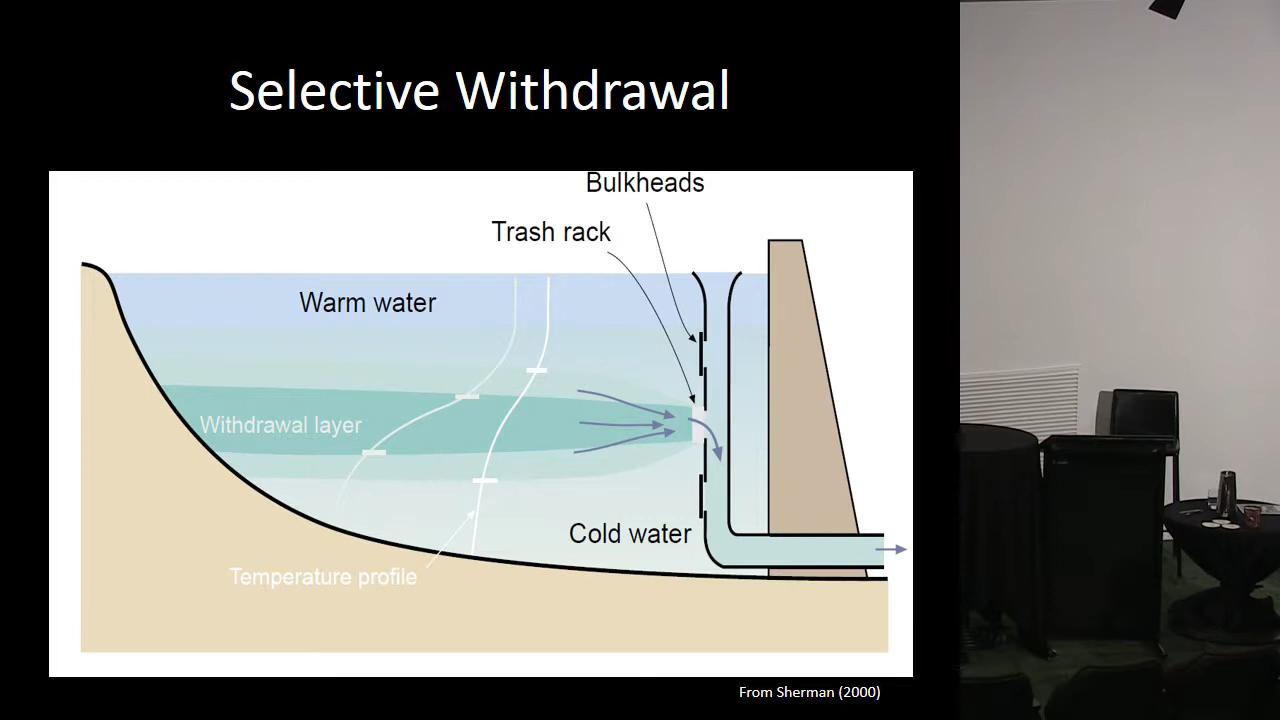 Selective Withdrawal
Bulkheads
Trash rack
Warm water
Withdrawal layer
Cold water
Temperature profile
From Sherman (2000)